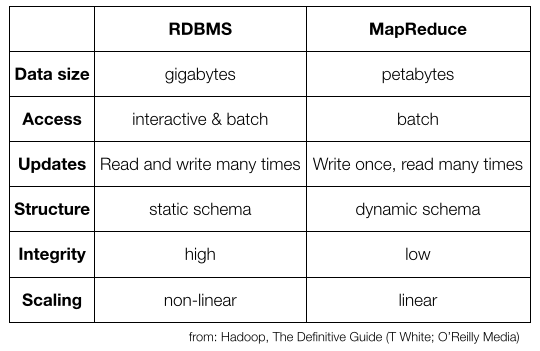 RDBMS MapReduce
Data size gigabytes petabytes
Access interactive & batch batch
Updates Read and write many times Write once, read many times
Structure static schema dynamic schema
Integrity high low
Scaling non-linear linear
from: Hadoop, The Definitive Guide (T White; O'Reilly Media)